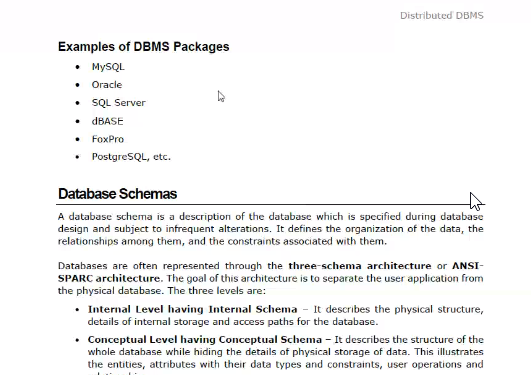 Distributed DBMS
Examples of DBMS Packages
• MySQL
• Oracle
• SQL Server
• dBASE
• FoxPro
• PostgreSQL, etc.
Database Schemas
A database schema is a description of the database which is specified during database
design and subject to infrequent alterations. It defines the organization of the data, the
relationships among them, and the constraints associated with them.
Databases are often represented through the three-schema architecture or ANSI-
SPARC architecture. The goal of this architecture is to separate the user application from
the physical database. The three levels are:
• Internal Level having Internal Schema – It describes the physical structure,
details of internal storage and access paths for the database.
• Conceptual Level having Conceptual Schema – It describes the structure of the
whole database while hiding the details of physical storage of data. This illustrates
the entities, attributes with their data types and constraints, user operations and